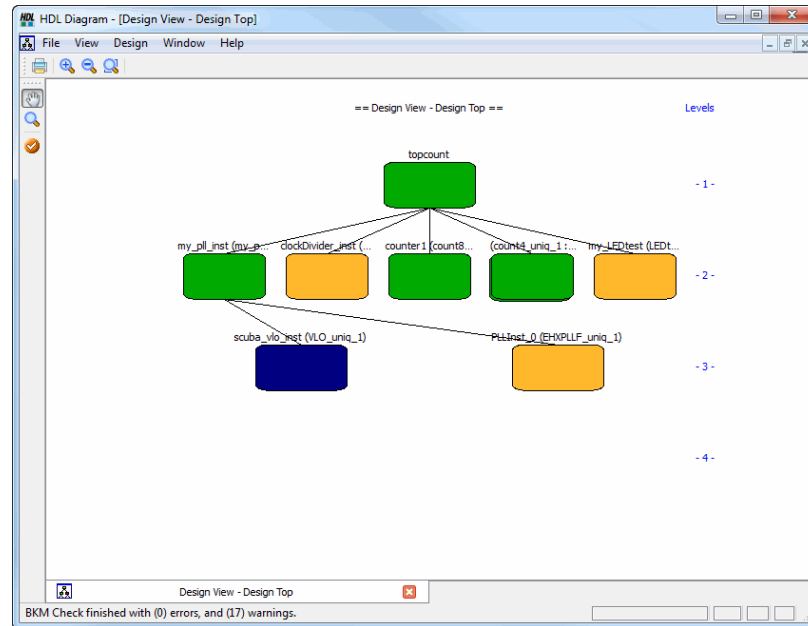 HDL Diagram - [Design View - Design Top]
File View Design Window Help
== Design View - Design Top ==
Levels
topcount
- 1 -
my_pll_inst (my_p...
clockDivider_inst (...
counter1 (count8...
(count4_uniq_1 :...
my_LEDtest (LEDt...
- 2 -
scuba_vlo_inst (VLO_uniq_1)
PLLInst_0 (EHXPLLF_uniq_1)
- 3 -
- 4 -
Design View - Design Top
BKM Check finished with (0) errors, and (17) warnings.